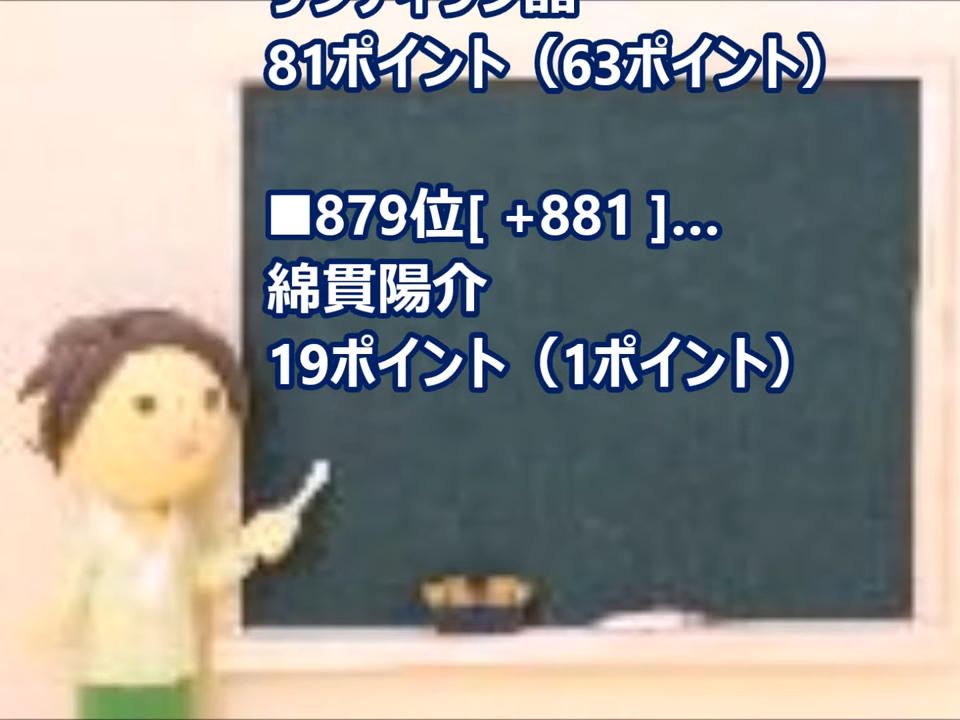 81ポイント（63ポイント）
■879位[ +881 ]…
綿貫陽介
19ポイント（1ポイント）